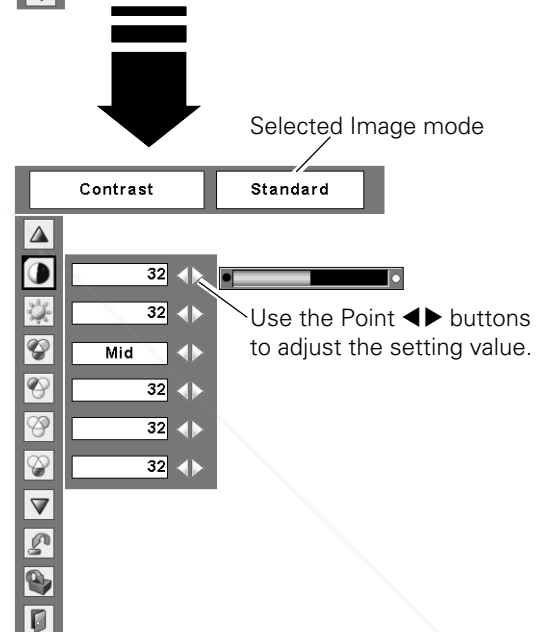 Selected Image mode
Contrast Standard
32
32
Mid
32
32
32
Use the Point ◀▶ buttons
to adjust the setting value.